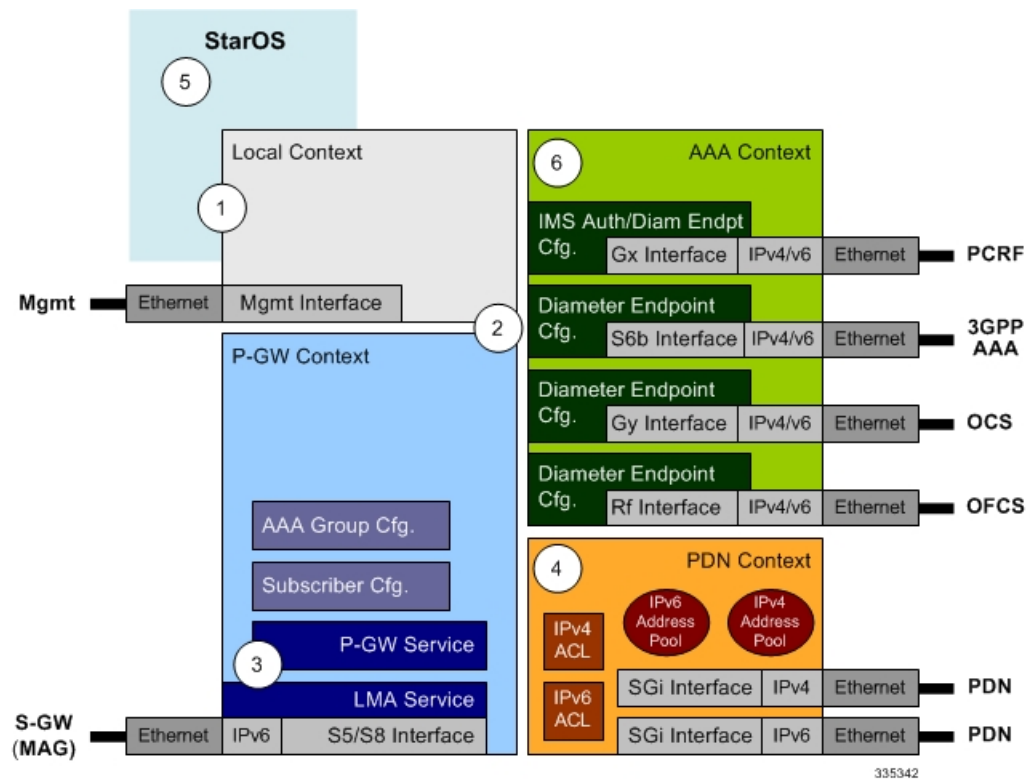 StarOS
5
Local Context
1
Mgmt
Ethernet
Mgmt Interface
2
P-GW Context
AAA Group Cfg.
Subscriber Cfg.
P-GW Service
3
LMA Service
S-GW
(MAG)
Ethernet
IPv6
S5/S8 Interface
6
AAA Context
IMS Auth/Diam Endpt
Cfg.
Gx Interface
IPv4/v6
Ethernet
PCRF
Diameter Endpoint
Cfg.
S6b Interface
IPv4/v6
Ethernet
3GPP
AAA
Diameter Endpoint
Cfg.
Gy Interface
IPv4/v6
Ethernet
OCS
Diameter Endpoint
Cfg.
Rf Interface
IPv4/v6
Ethernet
OFCS
4
PDN Context
IPv6
Address
Pool
IPv4
Address
Pool
IPv4
ACL
IPv6
ACL
SGi Interface
IPv4
Ethernet
PDN
SGi Interface
IPv6
Ethernet
PDN
335342